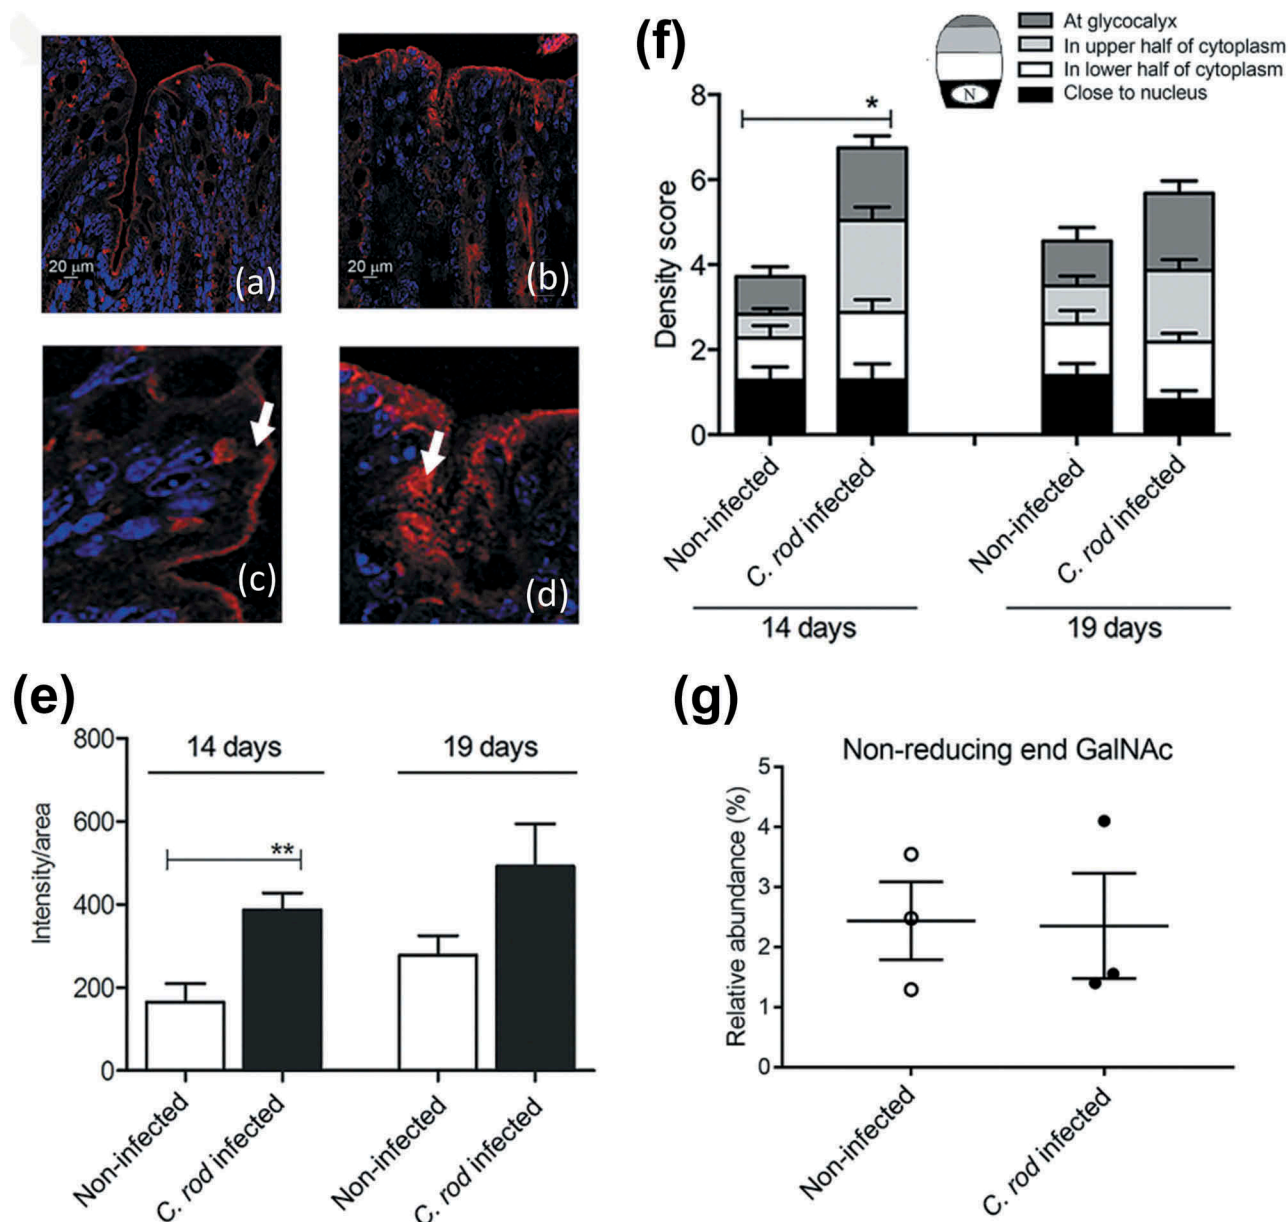 20 μm
(a)
20 μm
(b)
(c)
(d)
(f)
At glycocalyx
In upper half of cytoplasm
In lower half of cytoplasm
Close to nucleus
N
8
6
4
2
0
Density score
*
Non-infected
C. rod infected
Non-infected
C. rod infected
14 days
19 days
(e)
800
600
400
200
0
Intensity/area
14 days
19 days
**
Non-infected
C. rod infected
Non-infected
C. rod infected
(g)
Non-reducing end GalNAc
5
4
3
2
1
0
Relative abundance (%)
Non-infected
C. rod infected